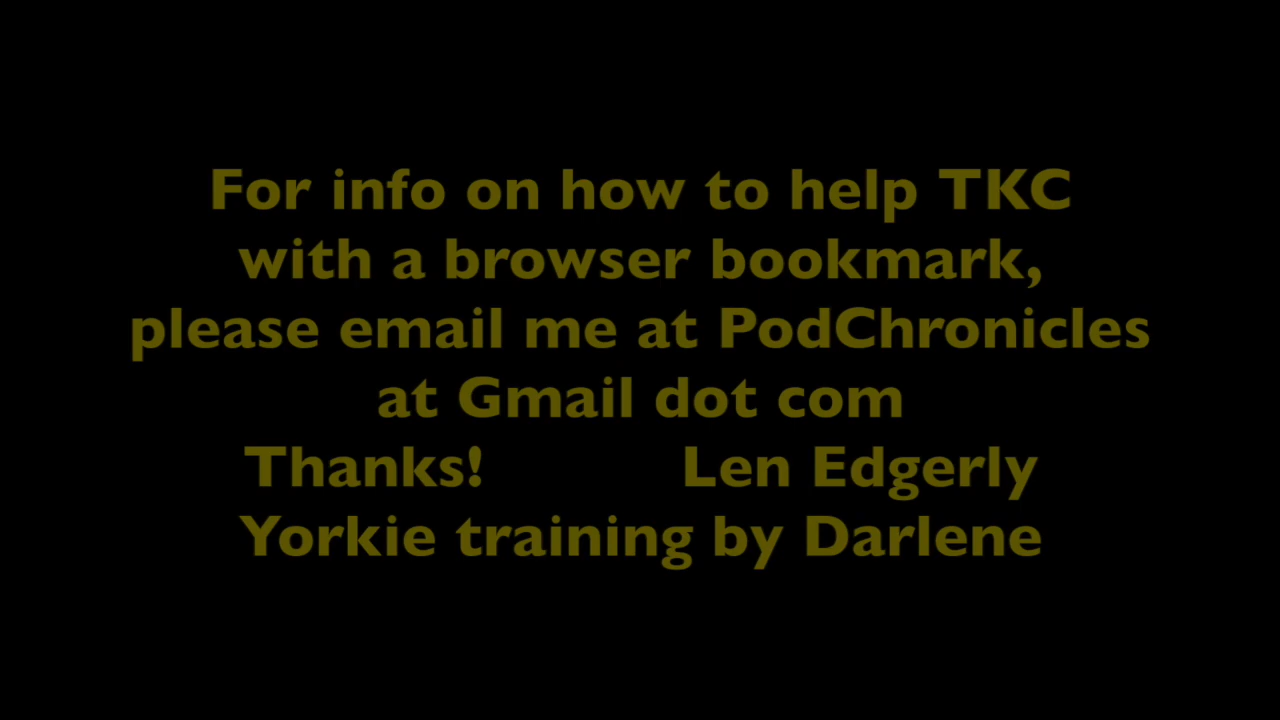 For info on how to help TKC
with a browser bookmark,
please email me at PodChronicles
at Gmail dot com
Thanks! Len Edgerly
Yorkie training by Darlene